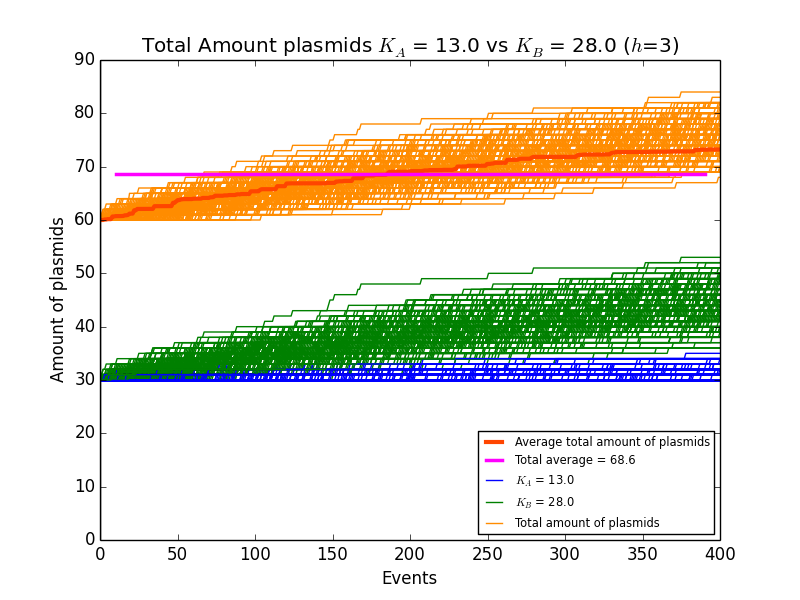 Total Amount plasmids K_A = 13.0 vs K_B = 28.0 (h=3)
90
80
70
60
50
40
30
20
10
0
Amount of plasmids
0 50 100 150 200 250 300 350 400
Events
Average total amount of plasmids
Total average = 68.6
K_A = 13.0
K_B = 28.0
Total amount of plasmids